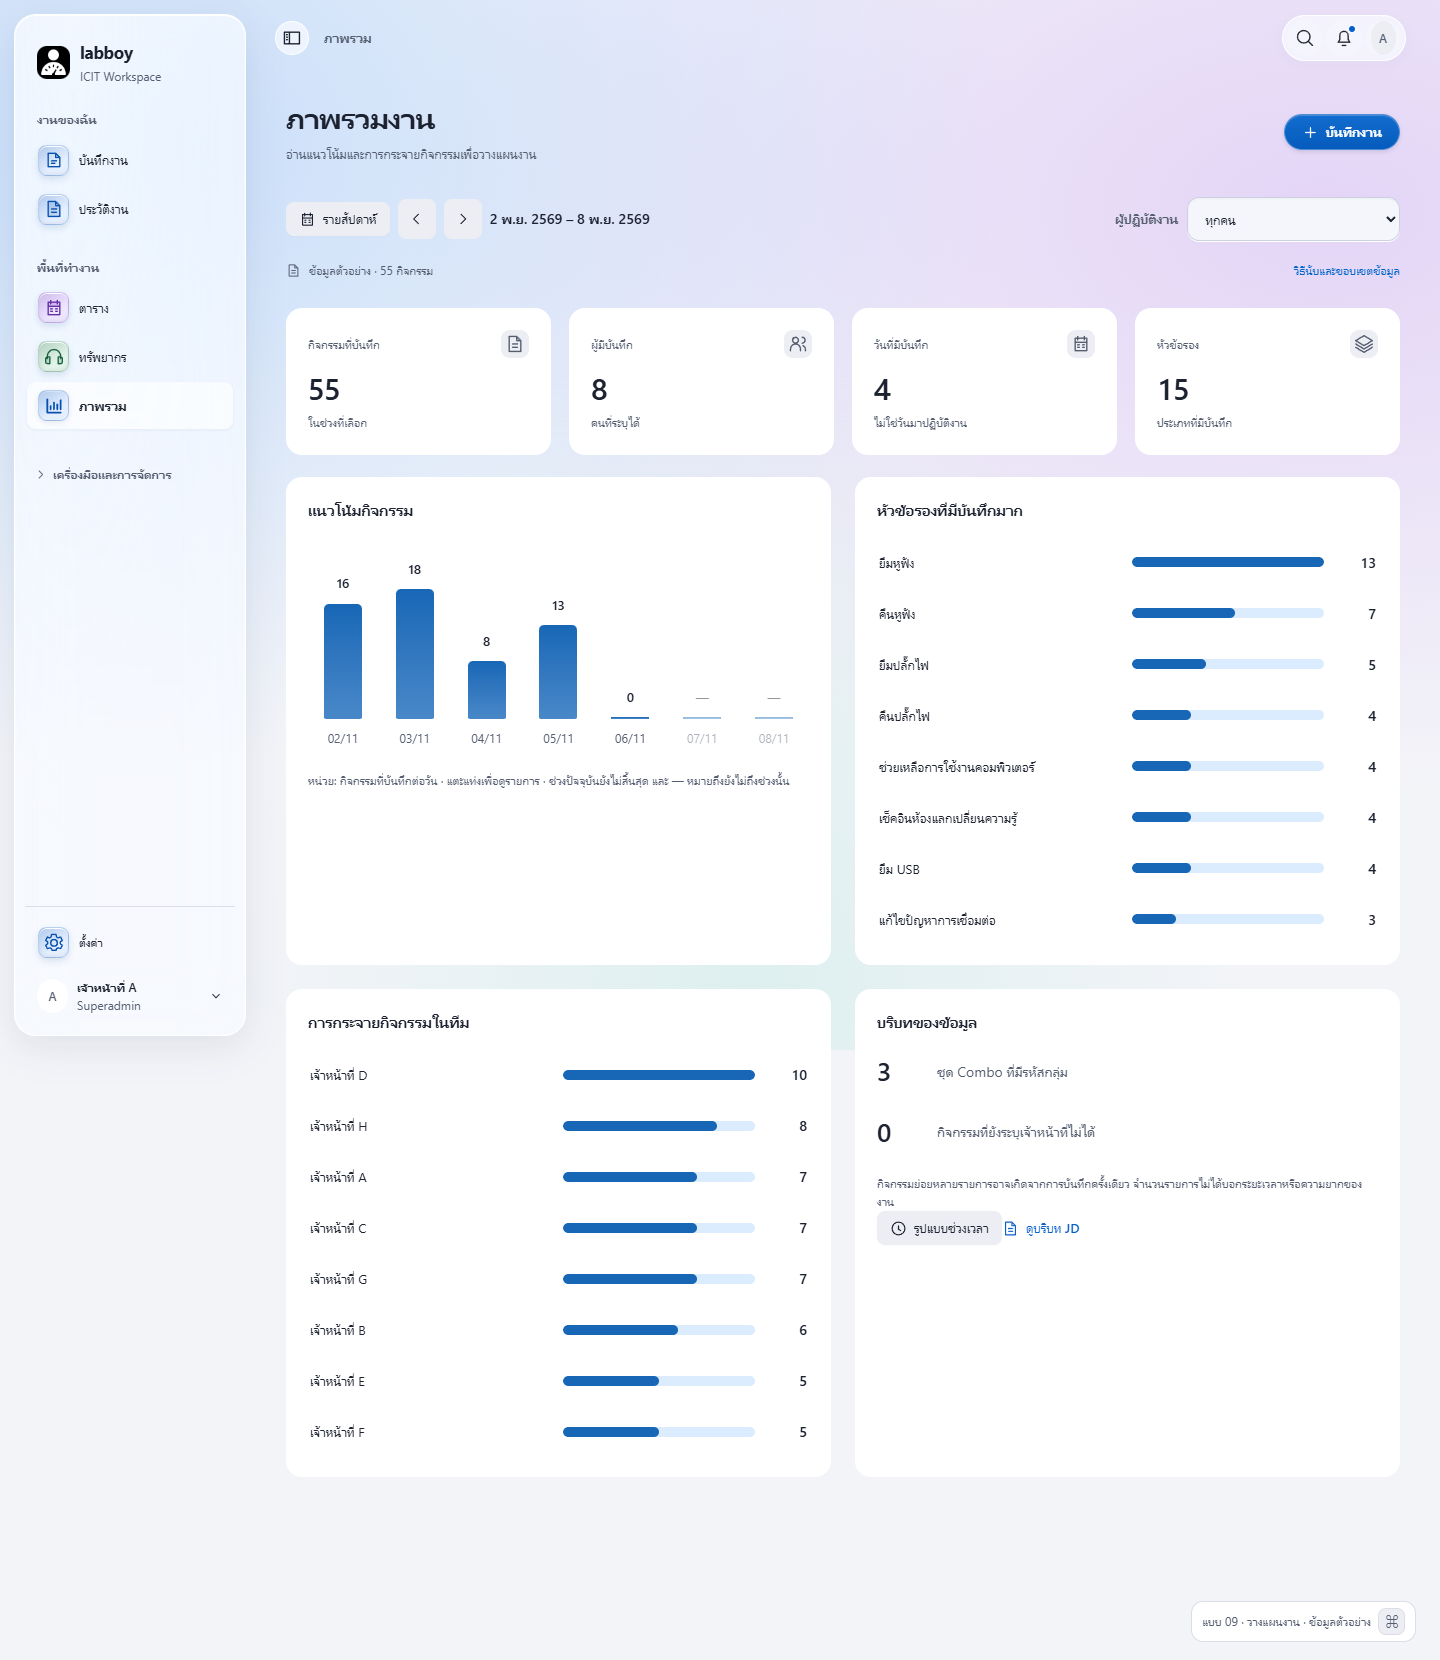 labboy
ICIT Workspace
งานของฉัน
บันทึกงาน
ประวัติงาน
พื้นที่ทำงาน
ตาราง
ทรัพยากร
ภาพรวม
เครื่องมือและการจัดการ
ตั้งค่า
A
เจ้าหน้าที่ A
Superadmin
ภาพรวม
A
ภาพรวมงาน
อ่านแนวโน้มและการกระจายกิจกรรมเพื่อวางแผนงาน
บันทึกงาน
รายสัปดาห์
2 พ.ย. 2569 – 8 พ.ย. 2569
ผู้ปฏิบัติงาน
ทุกคน
ข้อมูลตัวอย่าง · 55 กิจกรรม
วิธีนับและขอบเขตข้อมูล
กิจกรรมที่บันทึก
55
ในช่วงที่เลือก
ผู้มีบันทึก
8
คนที่ระบุได้
วันที่มีบันทึก
4
ไม่ใช่วันมาปฏิบัติงาน
หัวข้อรอง
15
ประเภทที่มีบันทึก
แนวโน้มกิจกรรม
16
18
8
13
0
—
—
02/11
03/11
04/11
05/11
06/11
07/11
08/11
หน่วย: กิจกรรมที่บันทึกต่อวัน · แตะแท่งเพื่อดูรายการ · ช่วงปัจจุบันยังไม่สิ้นสุด และ — หมายถึงยังไม่ถึงช่วงนั้น
หัวข้อรองที่มีบันทึกมาก
ยืมหูฟัง 13
คืนหูฟัง 7
ยืมปลั๊กไฟ 5
คืนปลั๊กไฟ 4
ช่วยเหลือการใช้งานคอมพิวเตอร์ 4
เช็คอินห้องแลกเปลี่ยนความรู้ 4
ยืม USB 4
แก้ไขปัญหาการเชื่อมต่อ 3
การกระจายกิจกรรมในทีม
เจ้าหน้าที่ D 10
เจ้าหน้าที่ H 8
เจ้าหน้าที่ A 7
เจ้าหน้าที่ C 7
เจ้าหน้าที่ G 7
เจ้าหน้าที่ B 6
เจ้าหน้าที่ E 5
เจ้าหน้าที่ F 5
บริบทของข้อมูล
3 ชุด Combo ที่มีรหัสกลุ่ม
0 กิจกรรมที่ยังระบุเจ้าหน้าที่ไม่ได้
กิจกรรมย่อยหลายรายการอาจเกิดจากการบันทึกครั้งเดียว จำนวนรายการไม่ได้บอกระยะเวลาหรือความยากของ
งาน
รูปแบบช่วงเวลา
ดูบริบท JD
แบบ 09 · วางแผนงาน · ข้อมูลตัวอย่าง ⌘